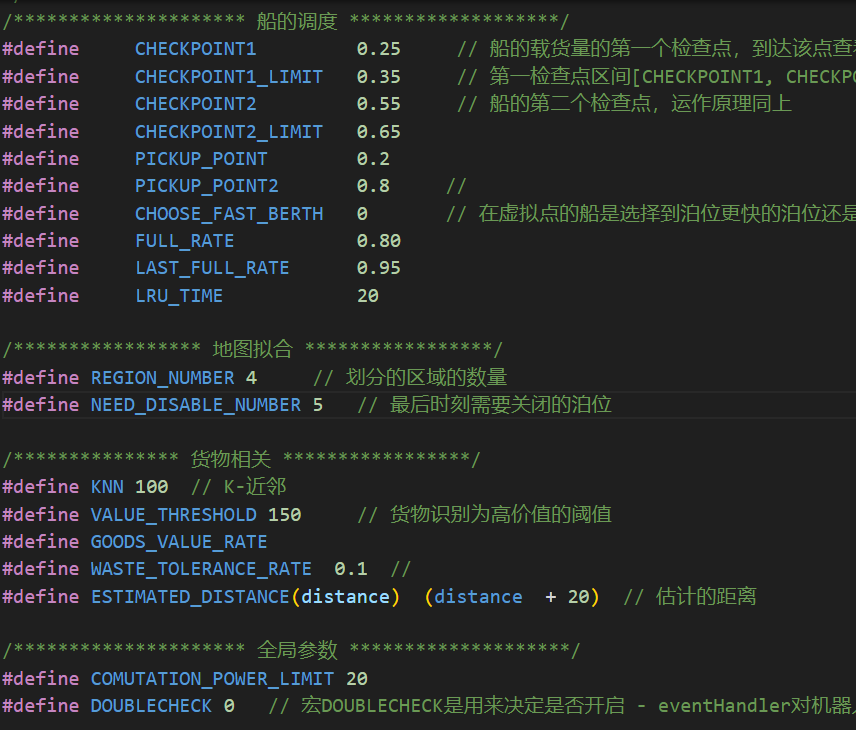 /********************* 船的调度 *******************/
#define CHECKPOINT1 0.25 // 船的载货量的第一个检查点，到达该点查
#define CHECKPOINT1_LIMIT 0.35 // 第一检查点区间[CHECKPOINT1, CHECKP
#define CHECKPOINT2 0.55 // 船的第二个检查点，运作原理同上
#define CHECKPOINT2_LIMIT 0.65
#define PICKUP_POINT 0.2
#define PICKUP_POINT2 0.8 //
#define CHOOSE_FAST_BERTH 0 // 在虚拟点的船是选择到泊位更快的泊位还是
#define FULL_RATE 0.80
#define LAST_FULL_RATE 0.95
#define LRU_TIME 20
/***************** 地图拟合 *****************/
#define REGION_NUMBER 4 // 划分的区域的数量
#define NEED_DISABLE_NUMBER 5 // 最后时刻需要关闭的泊位
/*************** 货物相关 *****************/
#define KNN 100 // K-近邻
#define VALUE_THRESHOLD 150 // 货物识别为高价值的阈值
#define GOODS_VALUE_RATE
#define WASTE_TOLERANCE_RATE 0.1 //
#define ESTIMATED_DISTANCE(distance) (distance + 20) // 估计的距离
/********************* 全局参数 ********************/
#define COMUTATION_POWER_LIMIT 20
#define DOUBLECHECK 0 // 宏DOUBLECHECK是用来决定是否开启 - eventHandler对机器